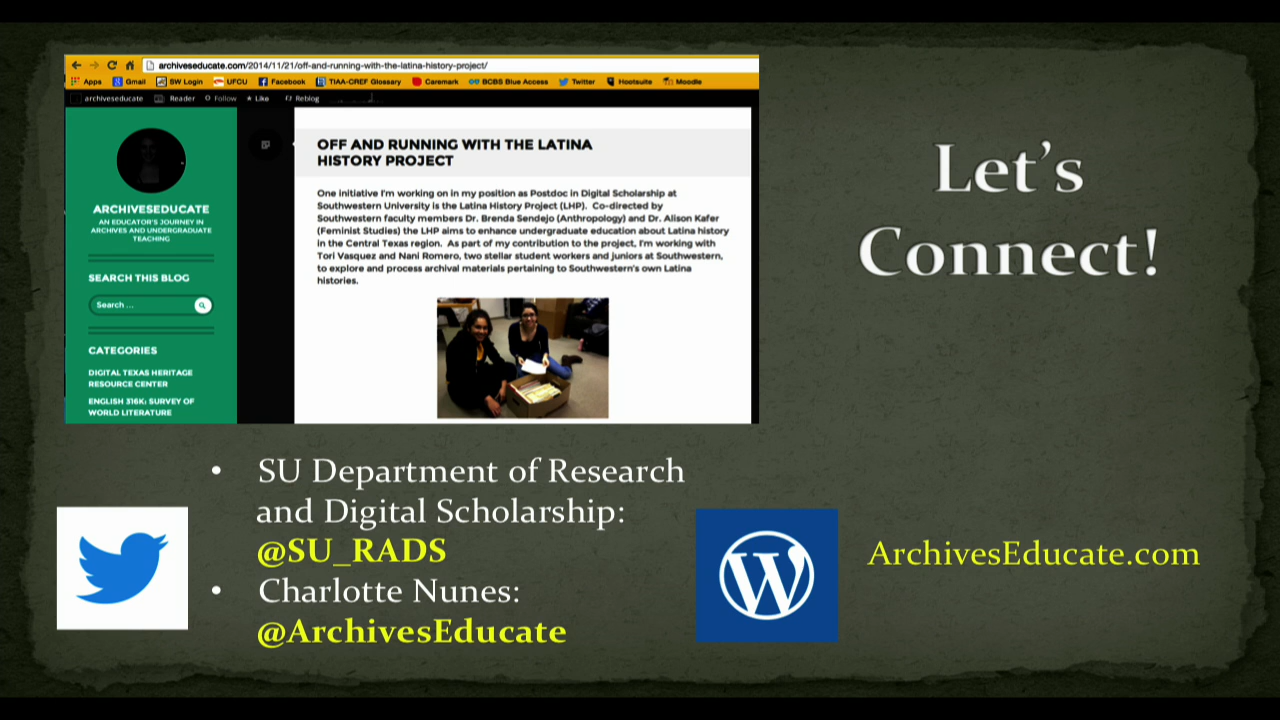 archiveseducate.com/2014/11/21/off-and-running-with-the-latina-history-project/
Apps Gmail SW Login UFCU Facebook TIAA-CREF Glossary Caremark BCBS Blue Access Twitter Hootsuite Moodle
archiveseducate Reader Follow Like Reblog
ARCHIVESEDUCATE
AN EDUCATOR'S JOURNEY IN
ARCHIVES AND UNDERGRADUATE
TEACHING
SEARCH THIS BLOG
Search ...
CATEGORIES
DIGITAL TEXAS HERITAGE
RESOURCE CENTER
ENGLISH 316K: SURVEY OF
WORLD LITERATURE
OFF AND RUNNING WITH THE LATINA
HISTORY PROJECT
One initiative I'm working on in my position as Postdoc in Digital Scholarship at
Southwestern University is the Latina History Project (LHP). Co-directed by
Southwestern faculty members Dr. Brenda Sendejo (Anthropology) and Dr. Alison Kafer
(Feminist Studies) the LHP aims to enhance undergraduate education about Latina history
in the Central Texas region. As part of my contribution to the project, I'm working with
Tori Vasquez and Nani Romero, two stellar student workers and juniors at Southwestern,
to explore and process archival materials pertaining to Southwestern's own Latina
histories.
Let's
Connect!
• SU Department of Research
and Digital Scholarship:
@SU_RADS
• Charlotte Nunes:
@ArchivesEducate
ArchivesEducate.com